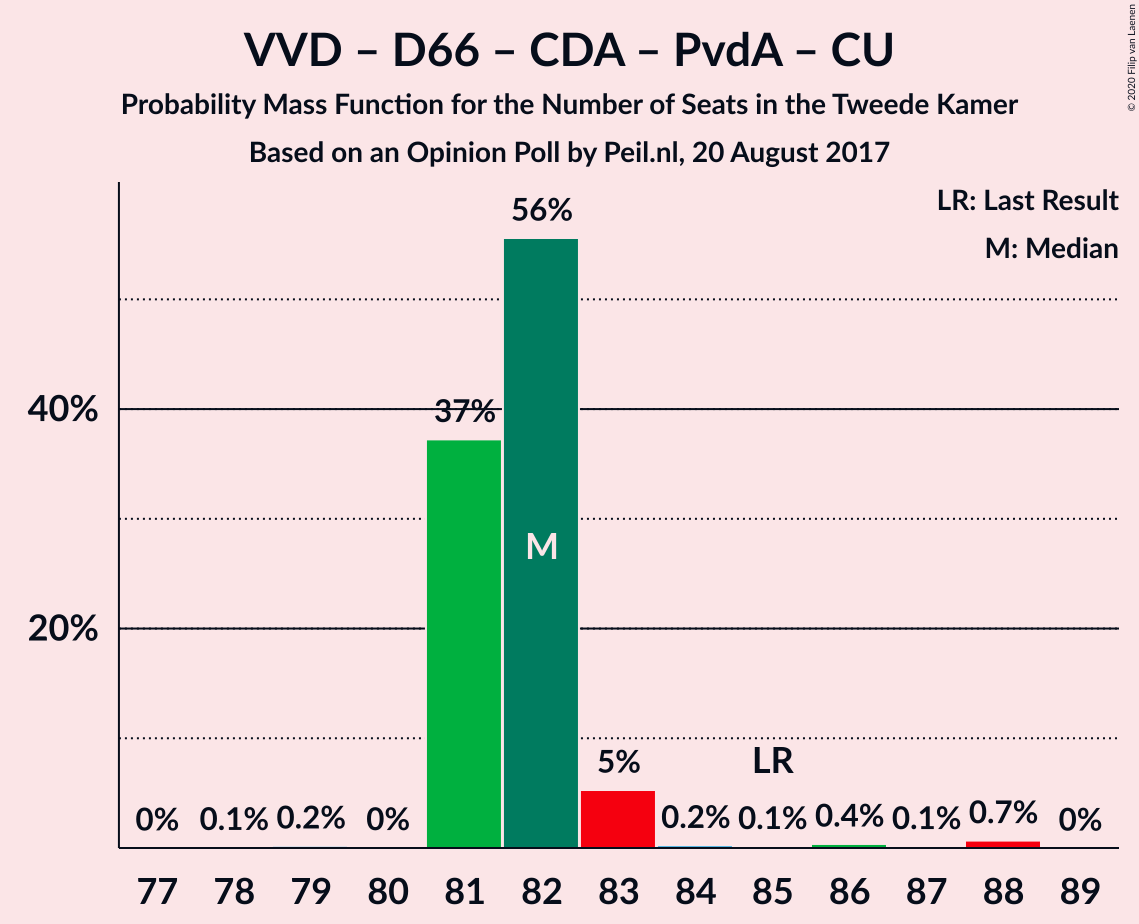 VVD – D66 – CDA – PvdA – CU
Probability Mass Function for the Number of Seats in the Tweede Kamer
Based on an Opinion Poll by Peil.nl, 20 August 2017
© 2020 Filip van Laenen
LR: Last Result
M: Median
40%
20%
0% 0.1% 0.2% 0% 37% 56% 5% 0.2% 0.1% 0.4% 0.1% 0.7% 0%
M
LR
77 78 79 80 81 82 83 84 85 86 87 88 89